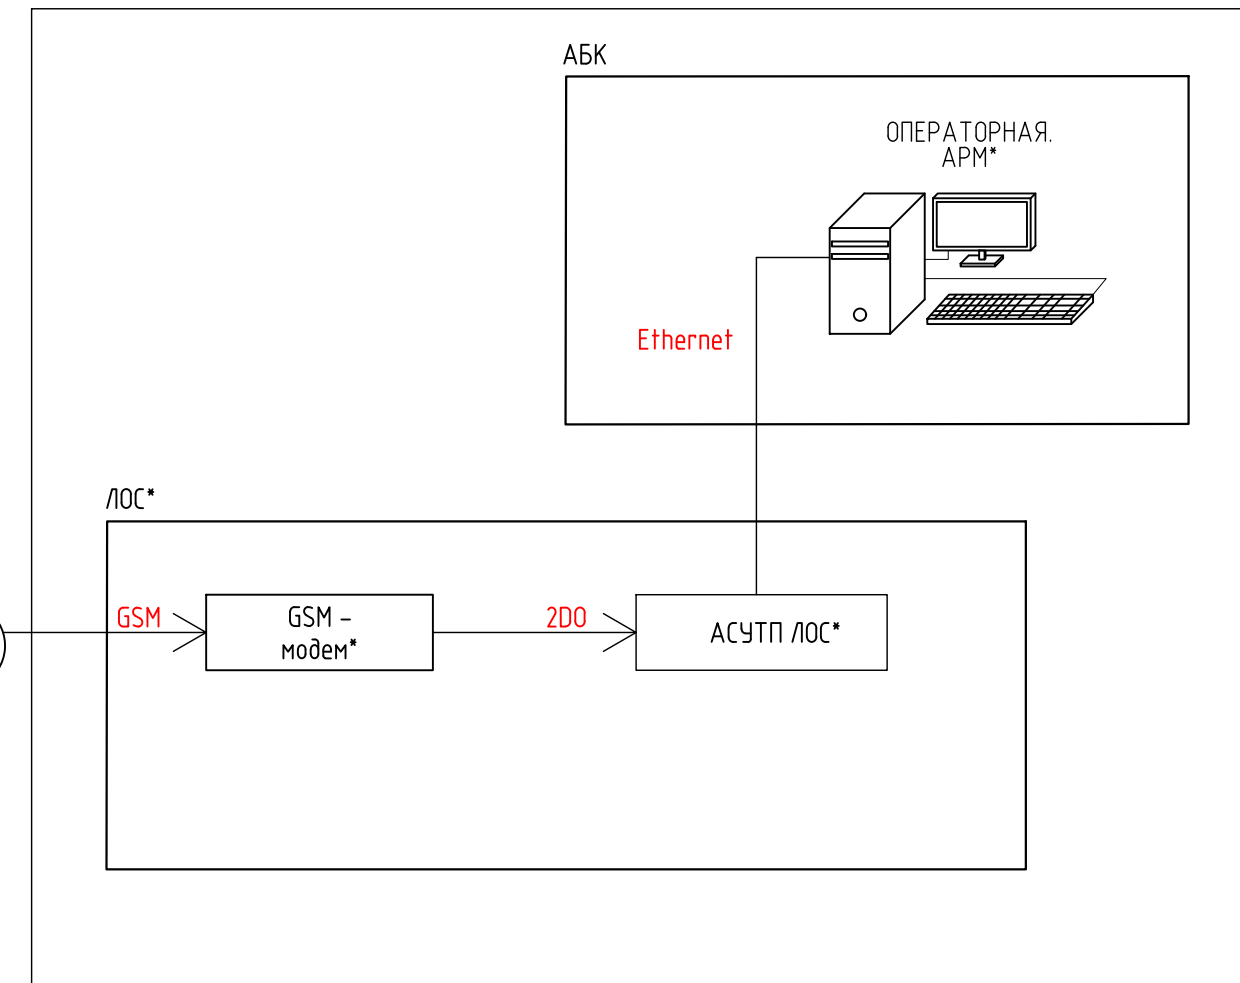 АБК
ОПЕРАТОРНАЯ.
АРМ*
Ethernet
ЛОС*
GSM
GSM –
модем*
2DO
АСУТП ЛОС*